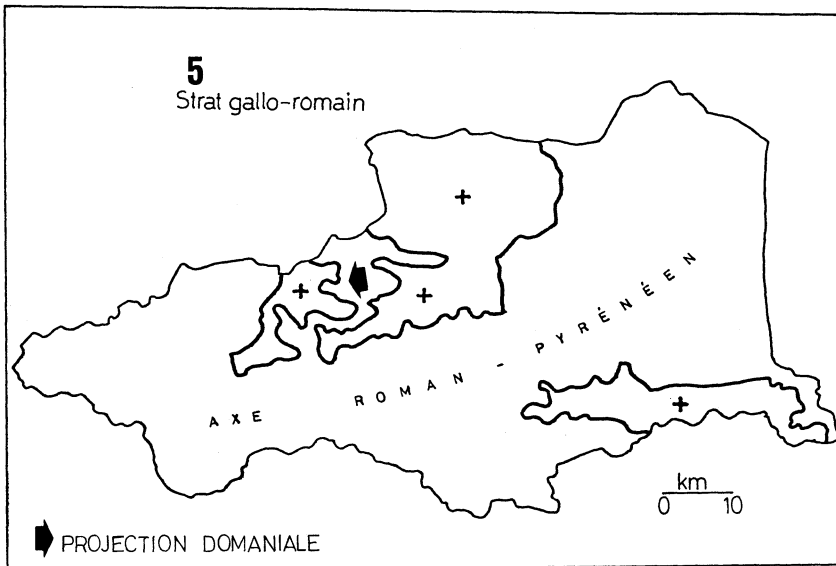 5
Strat gallo-romain
AXE ROMAN - PYRÉNÉEN
km
0 10
PROJECTION DOMANIALE